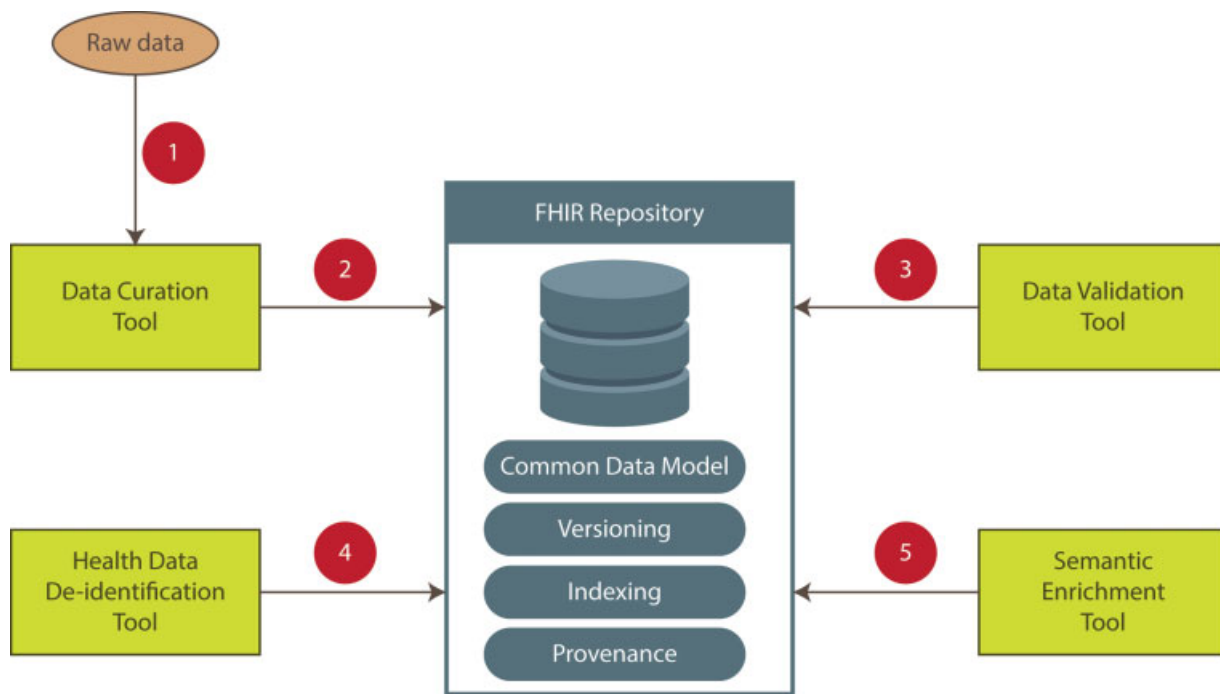 Raw data
1
FHIR Repository
Data Curation
Tool
2
3
Data Validation
Tool
Common Data Model
Versioning
Health Data
De-identification
Tool
4
5
Semantic
Enrichment
Tool
Indexing
Provenance